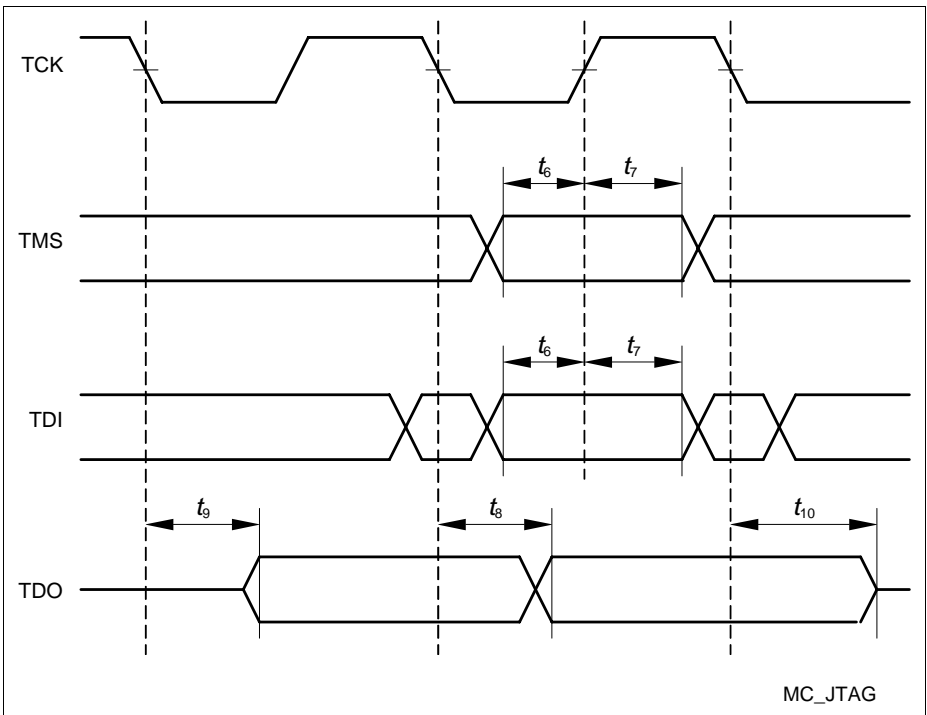 TCK
t6 t7
TMS
t6 t7
TDI
t9 t8 t10
TDO
MC_JTAG